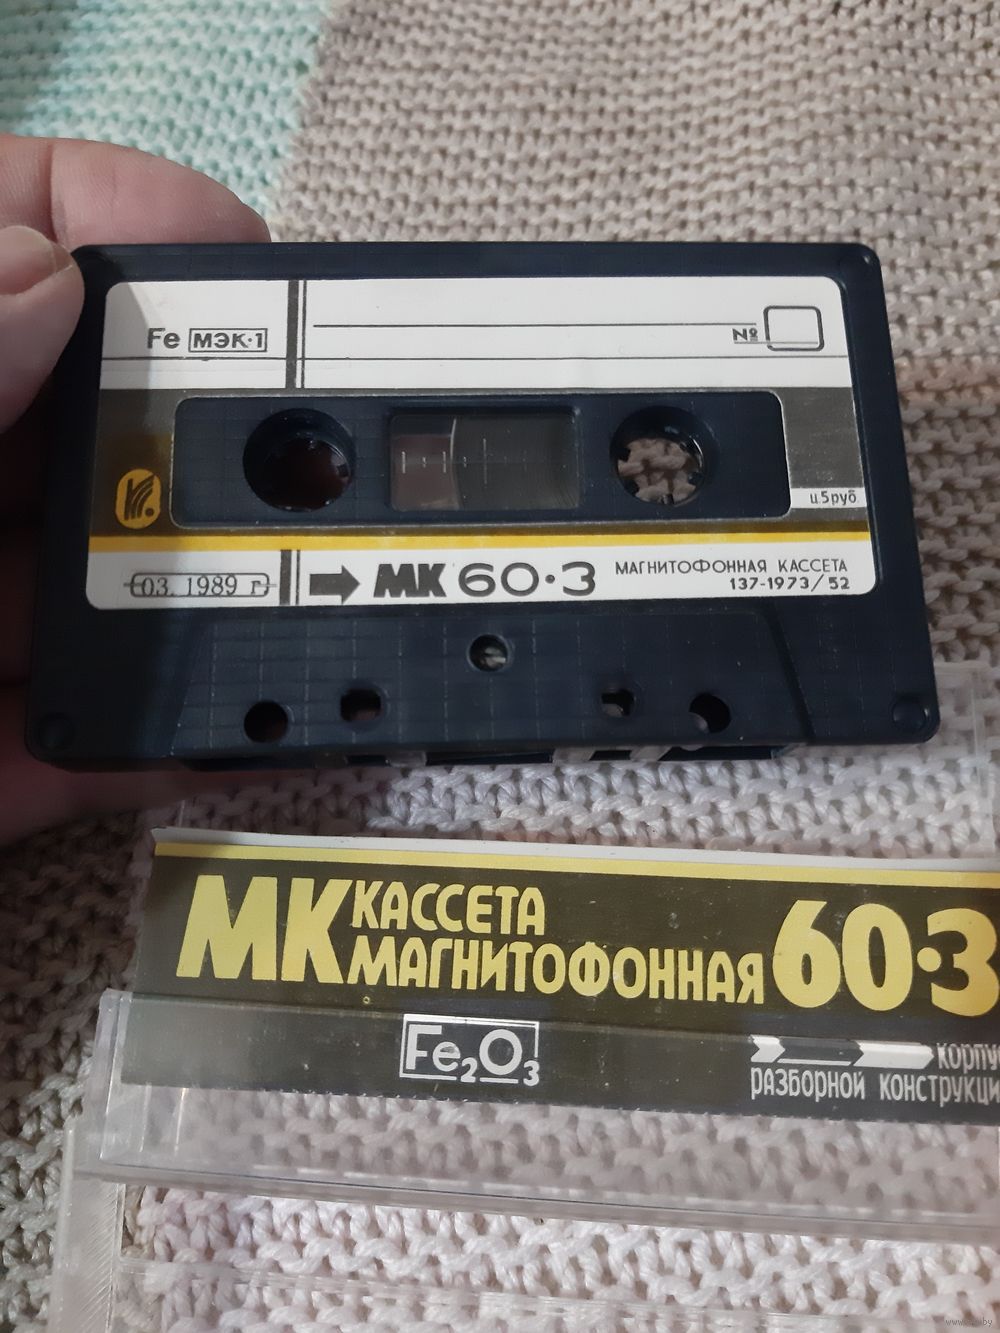 Fe МЭК·1
№
ц.5руб.
03. 1989 г.
МК 60·3
МАГНИТОФОННАЯ КАССЕТА
137-1973/52
МК КАССЕТА МАГНИТОФОННАЯ 60·3
Fe₂O₃
корпу
РАЗБОРНОЙ КОНСТРУКЦИ